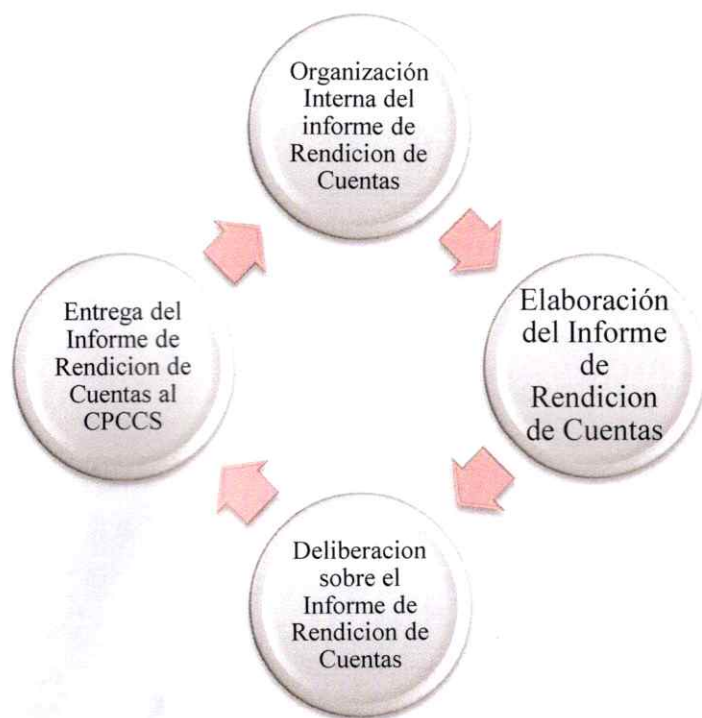 Organización
Interna del
informe de
Rendicion de
Cuentas
Elaboración
del Informe
de
Rendicion
de Cuentas
Deliberacion
sobre el
Informe de
Rendicion de
Cuentas
Entrega del
Informe de
Rendicion de
Cuentas al
CPCCS